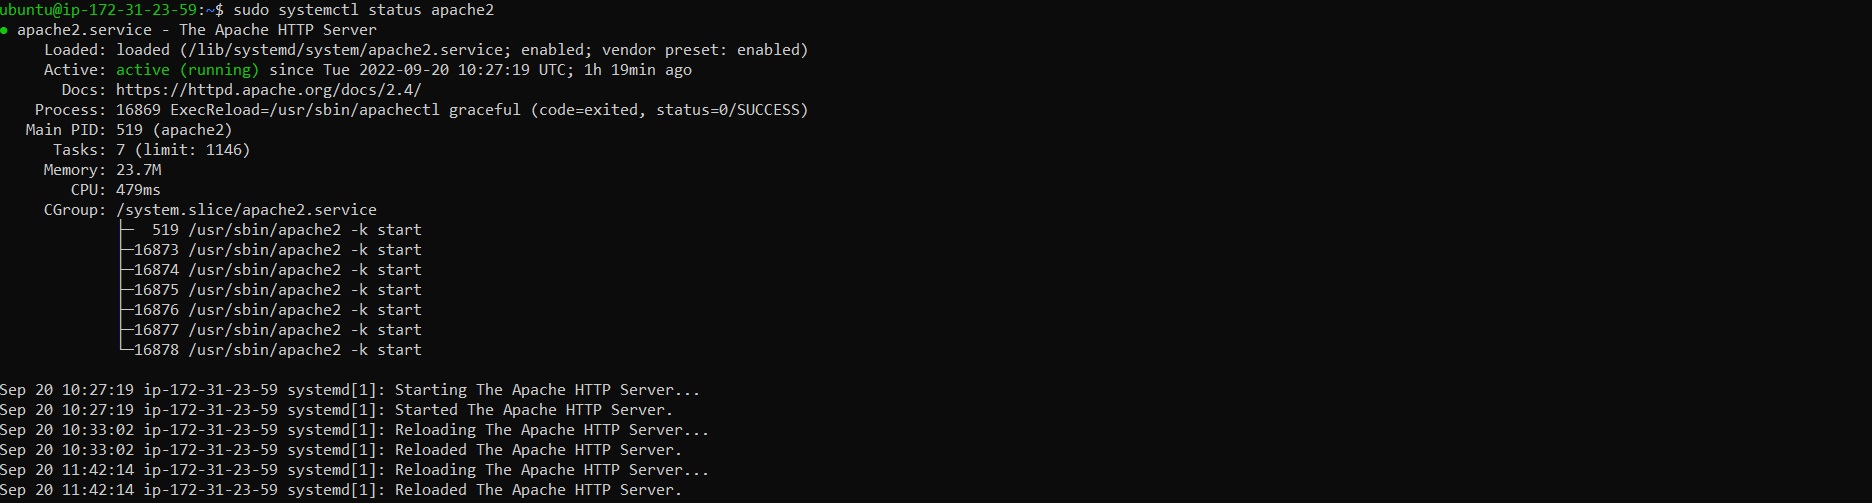 ubuntu@ip-172-31-23-59:~$ sudo systemctl status apache2
● apache2.service - The Apache HTTP Server
     Loaded: loaded (/lib/systemd/system/apache2.service; enabled; vendor preset: enabled)
     Active: active (running) since Tue 2022-09-20 10:27:19 UTC; 1h 19min ago
       Docs: https://httpd.apache.org/docs/2.4/
    Process: 16869 ExecReload=/usr/sbin/apachectl graceful (code=exited, status=0/SUCCESS)
   Main PID: 519 (apache2)
      Tasks: 7 (limit: 1146)
     Memory: 23.7M
        CPU: 479ms
     CGroup: /system.slice/apache2.service
             ├─  519 /usr/sbin/apache2 -k start
             ├─16873 /usr/sbin/apache2 -k start
             ├─16874 /usr/sbin/apache2 -k start
             ├─16875 /usr/sbin/apache2 -k start
             ├─16876 /usr/sbin/apache2 -k start
             ├─16877 /usr/sbin/apache2 -k start
             └─16878 /usr/sbin/apache2 -k start

Sep 20 10:27:19 ip-172-31-23-59 systemd[1]: Starting The Apache HTTP Server...
Sep 20 10:27:19 ip-172-31-23-59 systemd[1]: Started The Apache HTTP Server.
Sep 20 10:33:02 ip-172-31-23-59 systemd[1]: Reloading The Apache HTTP Server...
Sep 20 10:33:02 ip-172-31-23-59 systemd[1]: Reloaded The Apache HTTP Server.
Sep 20 11:42:14 ip-172-31-23-59 systemd[1]: Reloading The Apache HTTP Server...
Sep 20 11:42:14 ip-172-31-23-59 systemd[1]: Reloaded The Apache HTTP Server.